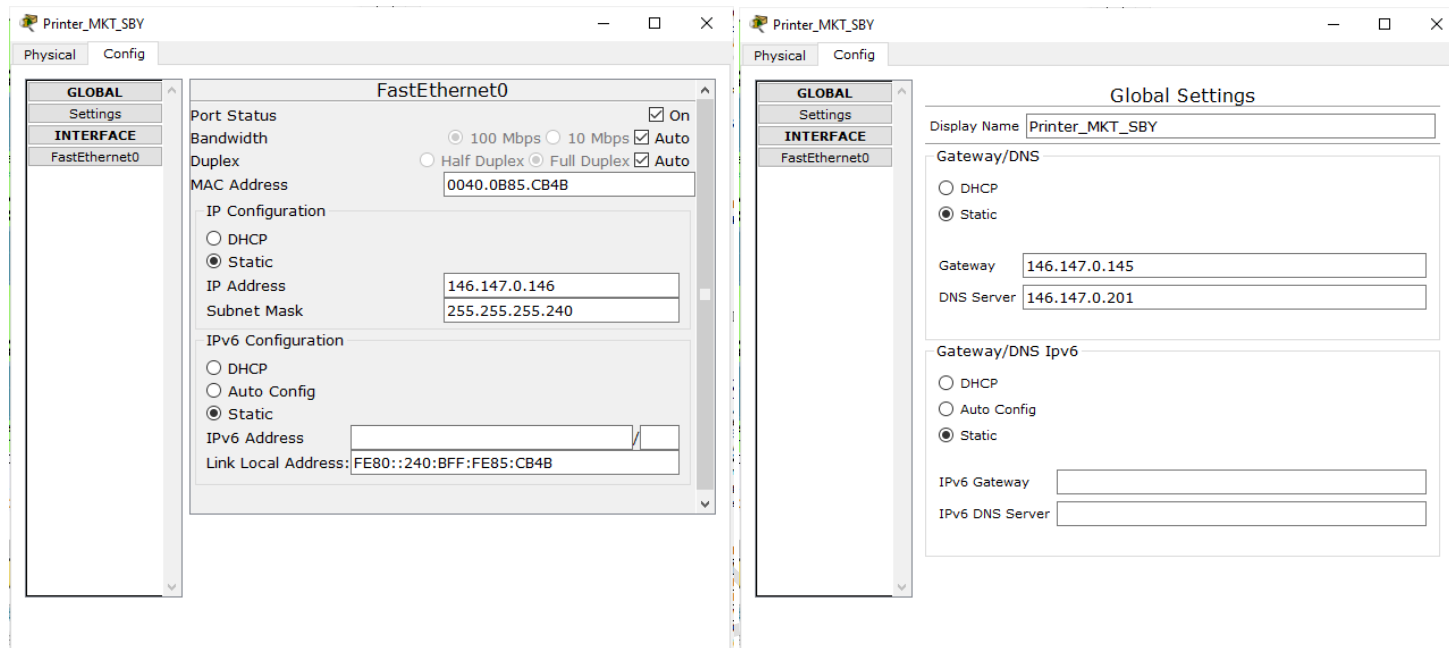 Printer_MKT_SBY
Physical Config
GLOBAL
Settings
INTERFACE
FastEthernet0
FastEthernet0
Port Status On
Bandwidth 100 Mbps 10 Mbps Auto
Duplex Half Duplex Full Duplex Auto
MAC Address 0040.0B85.CB4B
IP Configuration
DHCP
Static
IP Address 146.147.0.146
Subnet Mask 255.255.255.240
IPv6 Configuration
DHCP
Auto Config
Static
IPv6 Address /
Link Local Address: FE80::240:BFF:FE85:CB4B
Printer_MKT_SBY
Physical Config
GLOBAL
Settings
INTERFACE
FastEthernet0
Global Settings
Display Name Printer_MKT_SBY
Gateway/DNS
DHCP
Static
Gateway 146.147.0.145
DNS Server 146.147.0.201
Gateway/DNS Ipv6
DHCP
Auto Config
Static
IPv6 Gateway
IPv6 DNS Server